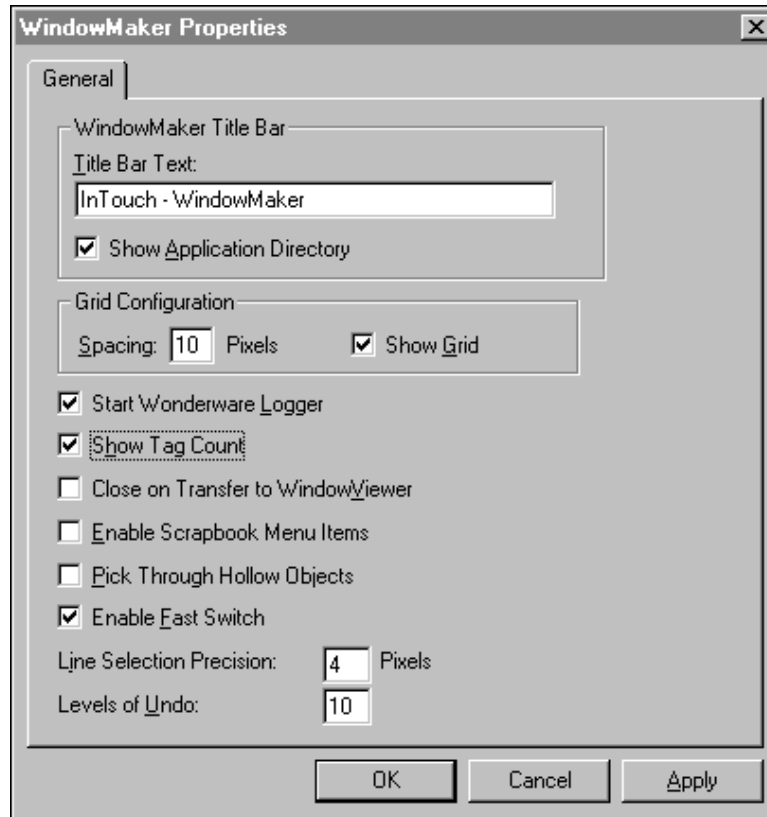 WindowMaker Properties
General
WindowMaker Title Bar
Title Bar Text:
InTouch - WindowMaker
Show Application Directory
Grid Configuration
Spacing: 10 Pixels Show Grid
Start Wonderware Logger
Show Tag Count
Close on Transfer to WindowViewer
Enable Scrapbook Menu Items
Pick Through Hollow Objects
Enable Fast Switch
Line Selection Precision: 4 Pixels
Levels of Undo: 10
OK Cancel Apply